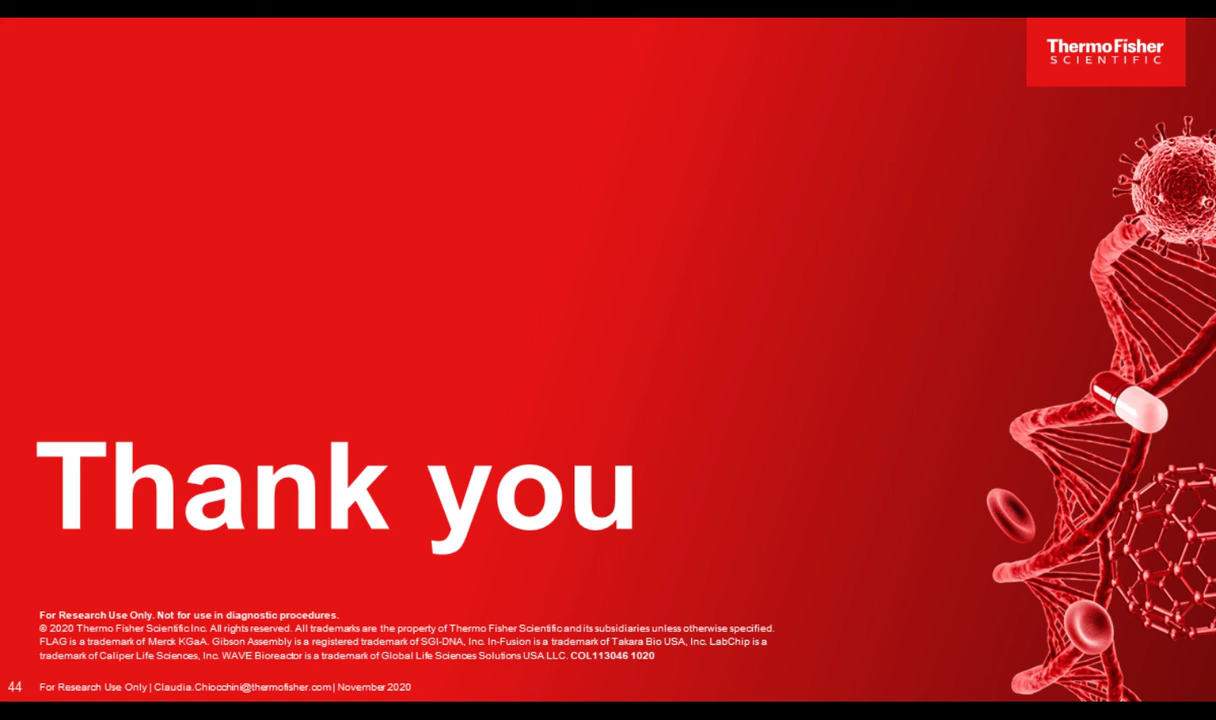 ThermoFisher
SCIENTIFIC
Thank you
For Research Use Only. Not for use in diagnostic procedures.
© 2020 Thermo Fisher Scientific Inc. All rights reserved. All trademarks are the property of Thermo Fisher Scientific and its subsidiaries unless otherwise specified.
FLAG is a trademark of Merck KGaA. Gibson Assembly is a registered trademark of SGI-DNA, Inc. In-Fusion is a trademark of Takara Bio USA, Inc. LabChip is a
trademark of Caliper Life Sciences, Inc. WAVE Bioreactor is a trademark of Global Life Sciences Solutions USA LLC. COL113046 1020
44 For Research Use Only | Claudia.Chiocchini@thermofisher.com | November 2020